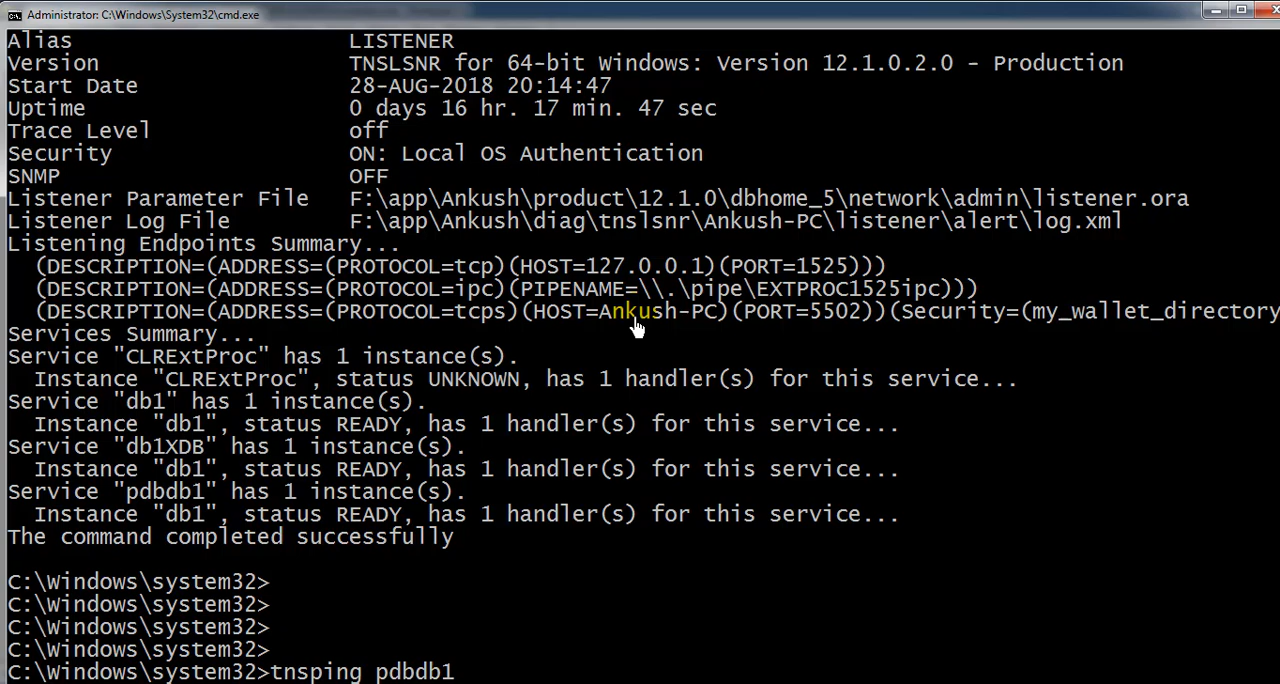 Administrator: C:\Windows\System32\cmd.exe
Alias                     LISTENER
Version                   TNSLSNR for 64-bit Windows: Version 12.1.0.2.0 - Production
Start Date                28-AUG-2018 20:14:47
Uptime                    0 days 16 hr. 17 min. 47 sec
Trace Level               off
Security                  ON: Local OS Authentication
SNMP                      OFF
Listener Parameter File   F:\app\Ankush\product\12.1.0\dbhome_5\network\admin\listener.ora
Listener Log File         F:\app\Ankush\diag\tnslsnr\Ankush-PC\listener\alert\log.xml
Listening Endpoints Summary...
  (DESCRIPTION=(ADDRESS=(PROTOCOL=tcp)(HOST=127.0.0.1)(PORT=1525)))
  (DESCRIPTION=(ADDRESS=(PROTOCOL=ipc)(PIPENAME=\\.\pipe\EXTPROC1525ipc)))
  (DESCRIPTION=(ADDRESS=(PROTOCOL=tcps)(HOST=Ankush-PC)(PORT=5502))(Security=(my_wallet_directory
Services Summary...
Service "CLRExtProc" has 1 instance(s).
  Instance "CLRExtProc", status UNKNOWN, has 1 handler(s) for this service...
Service "db1" has 1 instance(s).
  Instance "db1", status READY, has 1 handler(s) for this service...
Service "db1XDB" has 1 instance(s).
  Instance "db1", status READY, has 1 handler(s) for this service...
Service "pdbdb1" has 1 instance(s).
  Instance "db1", status READY, has 1 handler(s) for this service...
The command completed successfully
C:\Windows\system32>
C:\Windows\system32>
C:\Windows\system32>
C:\Windows\system32>
C:\Windows\system32>tnsping pdbdb1